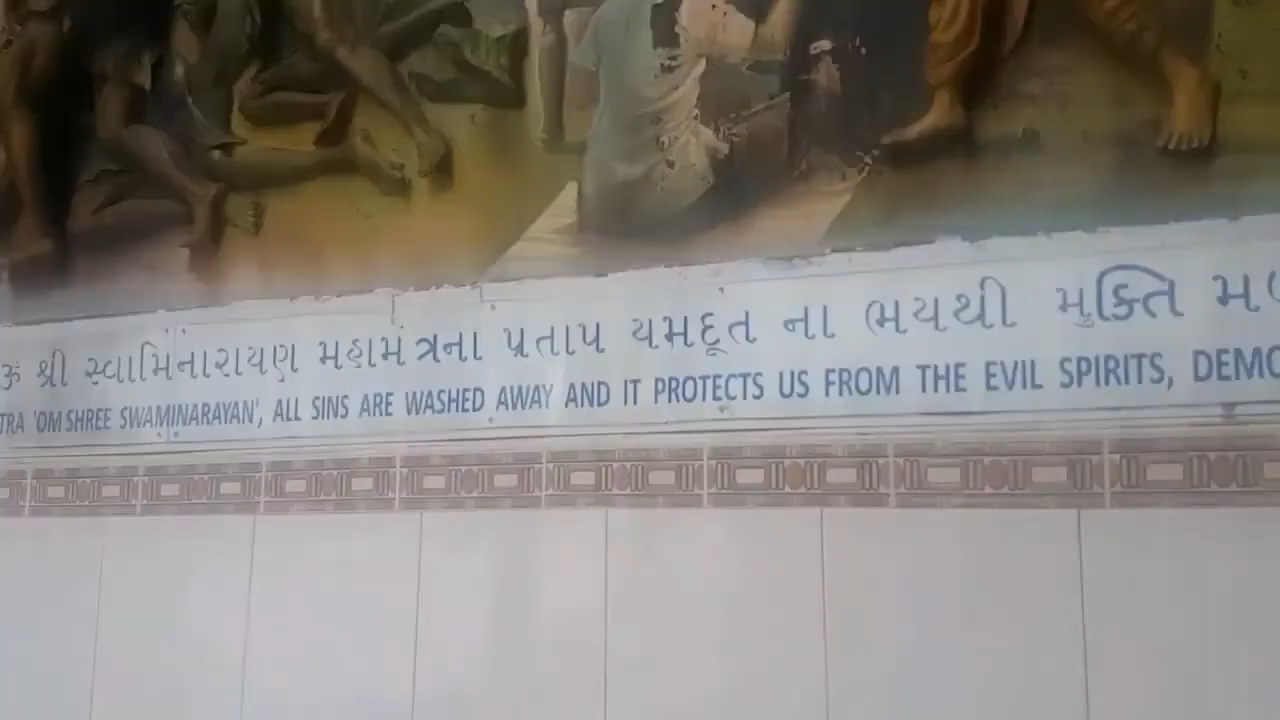 ૐ શ્રી સ્વામિનારાયણ મહામંત્રના પ્રતાપ યમદૂત ના ભયથી મુક્તિ
'OM SHREE SWAMINARAYAN', ALL SINS ARE WASHED AWAY AND IT PROTECTS US FROM THE EVIL SPIRITS,